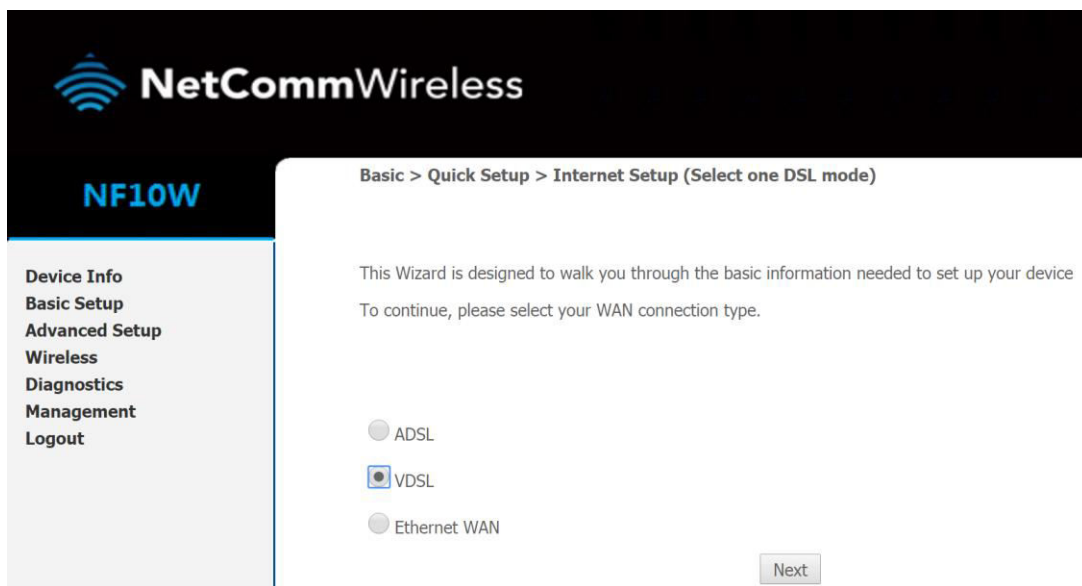 NetCommWireless
NF10W
Device Info
Basic Setup
Advanced Setup
Wireless
Diagnostics
Management
Logout
Basic > Quick Setup > Internet Setup (Select one DSL mode)
This Wizard is designed to walk you through the basic information needed to set up your device
To continue, please select your WAN connection type.
ADSL
VDSL
Ethernet WAN
Next